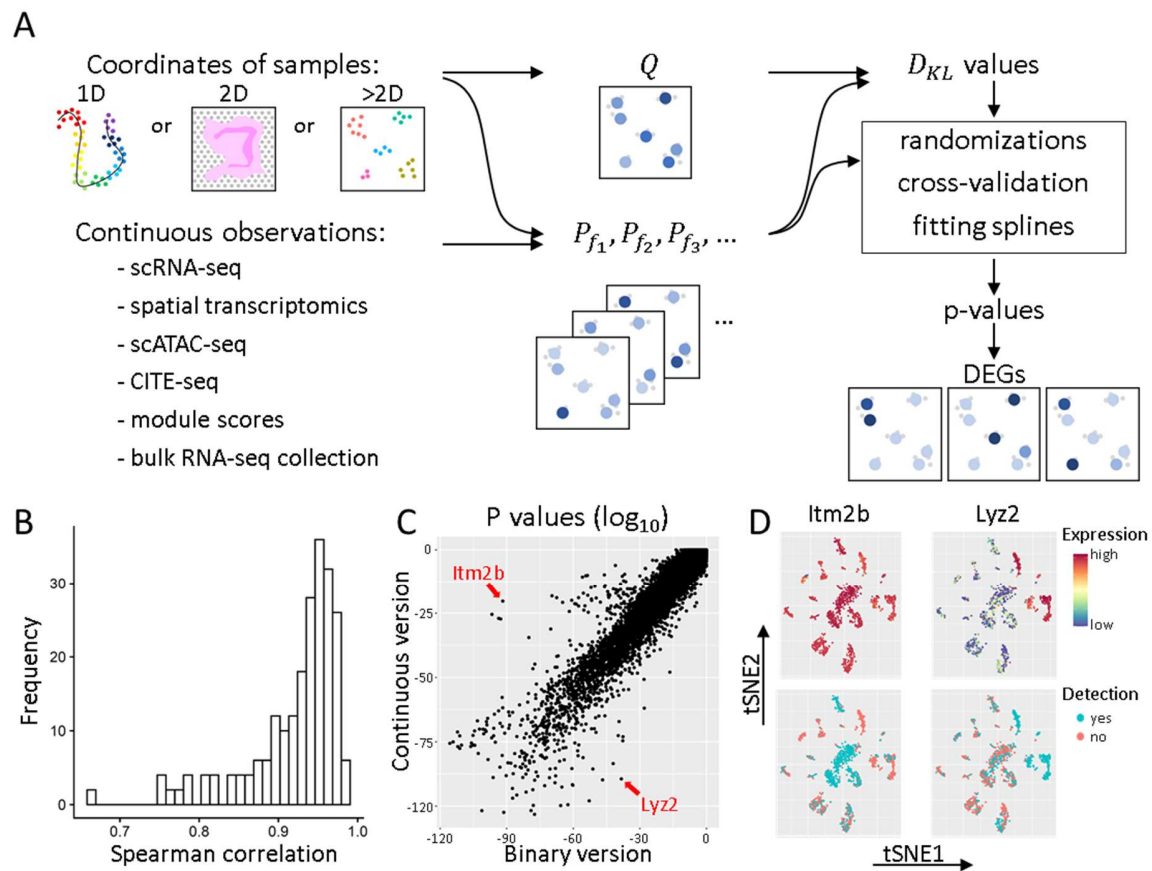 A
Coordinates of samples:
1D
2D
>2D
or
or
Q
D_KL values
randomizations
cross-validation
fitting splines
Continuous observations:
- scRNA-seq
- spatial transcriptomics
- scATAC-seq
- CITE-seq
- module scores
- bulk RNA-seq collection
P_f1, P_f2, P_f3, ...
...
p-values
DEGs
B
Frequency
30
20
10
0
0.7
0.8
0.9
1.0
Spearman correlation
C
P values (log10)
Continuous version
0
-25
-50
-75
-120
Itm2b
Lyz2
-120
-90
-60
-30
0
Binary version
D
Itm2b
Lyz2
Expression
high
low
Detection
yes
no
tSNE2
tSNE1